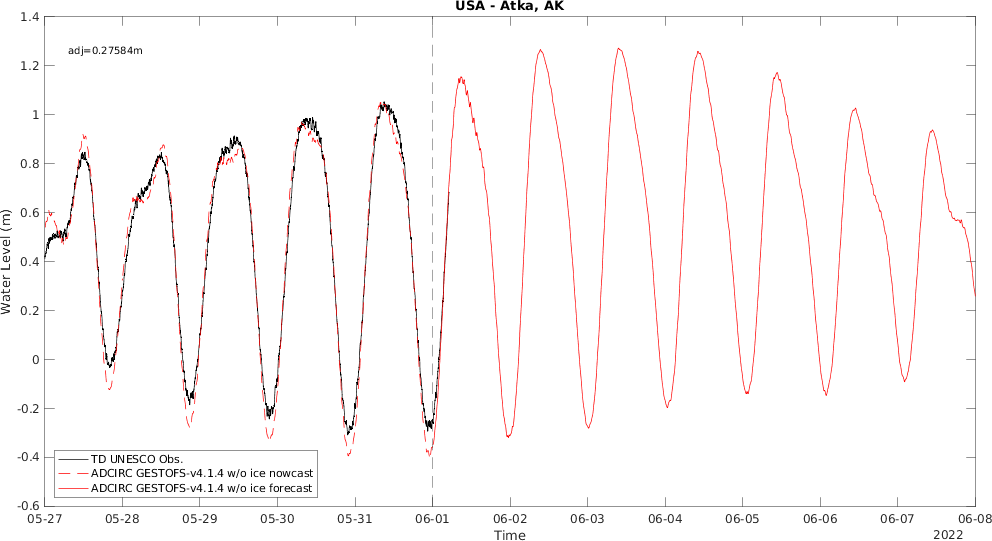 USA - Atka, AK
adj=0.27584m
1.4
1.2
1
0.8
0.6
0.4
0.2
0
-0.2
-0.4
-0.6
Water Level (m)
TD UNESCO Obs.
ADCIRC GESTOFS-v4.1.4 w/o ice nowcast
ADCIRC GESTOFS-v4.1.4 w/o ice forecast
05-27 05-28 05-29 05-30 05-31 06-01 06-02 06-03 06-04 06-05 06-06 06-07 06-08
Time
2022